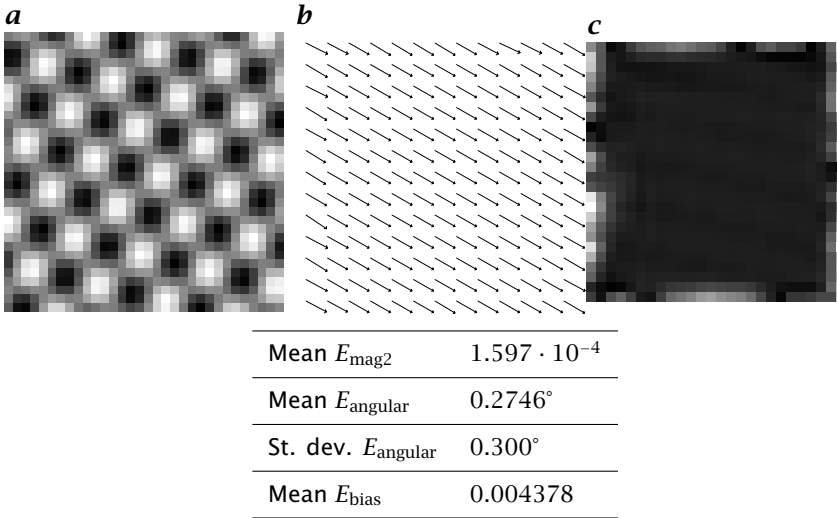 a b c
Mean E_mag2 1.597 · 10^−4
Mean E_angular 0.2746°
St. dev. E_angular 0.300°
Mean E_bias 0.004378